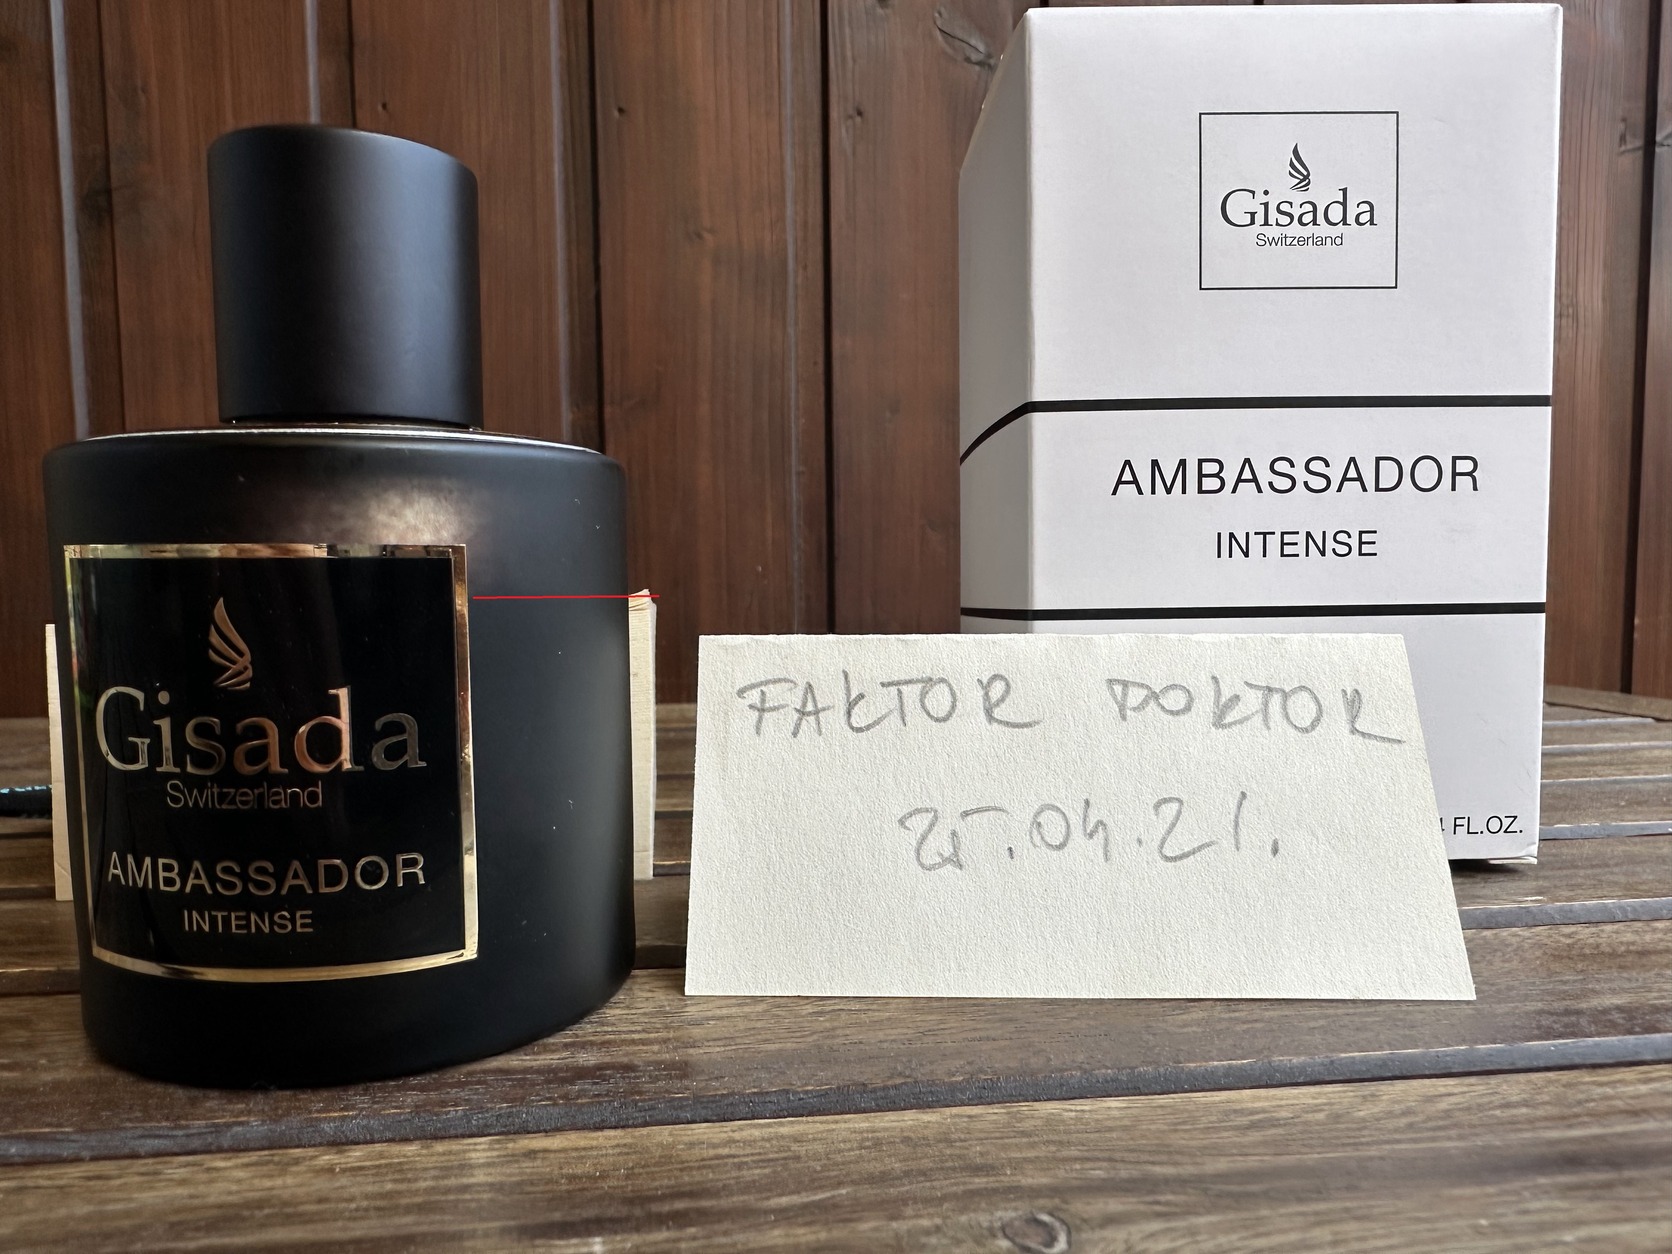 Gisada
Switzerland
AMBASSADOR
INTENSE
Gisada
Switzerland
AMBASSADOR
INTENSE
FL.OZ.
FAKTOR DOKTOR
25.04.21.